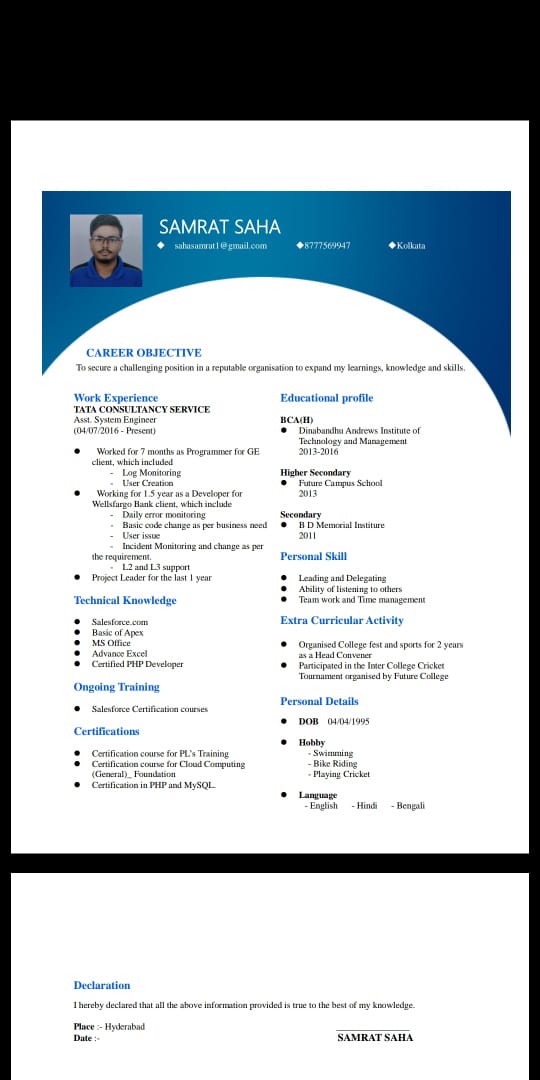 SAMRAT SAHA
◆ sahasamrat1@gmail.com ◆8777569947 ◆Kolkata
CAREER OBJECTIVE
To secure a challenging position in a reputable organisation to expand my learnings, knowledge and skills.
Work Experience
TATA CONSULTANCY SERVICE
Asst. System Engineer
(04/07/2016 - Present)
● Worked for 7 months as Programmer for GE
client, which included
- Log Monitoring
- User Creation
● Working for 1.5 year as a Developer for
Wellsfargo Bank client, which include
- Daily error monitoring
- Basic code change as per business need
- User issue
- Incident Monitoring and change as per
the requirement.
- L2 and L3 support
● Project Leader for the last 1 year
Technical Knowledge
● Salesforce.com
● Basic of Apex
● MS Office
● Advance Excel
● Certified PHP Developer
Ongoing Training
● Salesforce Certification courses
Certifications
● Certification course for PL's Training
● Certification course for Cloud Computing
(General)_ Foundation
● Certification in PHP and MySQL.
Educational profile
BCA(H)
● Dinabandhu Andrews Institute of
Technology and Management
2013-2016
Higher Secondary
● Future Campus School
2013
Secondary
● B D Memorial Institure
2011
Personal Skill
● Leading and Delegating
● Ability of listening to others
● Team work and Time management
Extra Curricular Activity
● Organised College fest and sports for 2 years
as a Head Convener
● Participated in the Inter College Cricket
Tournament organised by Future College
Personal Details
● DOB 04/04/1995
● Hobby
- Swimming
- Bike Riding
- Playing Cricket
● Language
- English - Hindi - Bengali
Declaration
I hereby declared that all the above information provided is true to the best of my knowledge.
Place :- Hyderabad
Date :-
SAMRAT SAHA